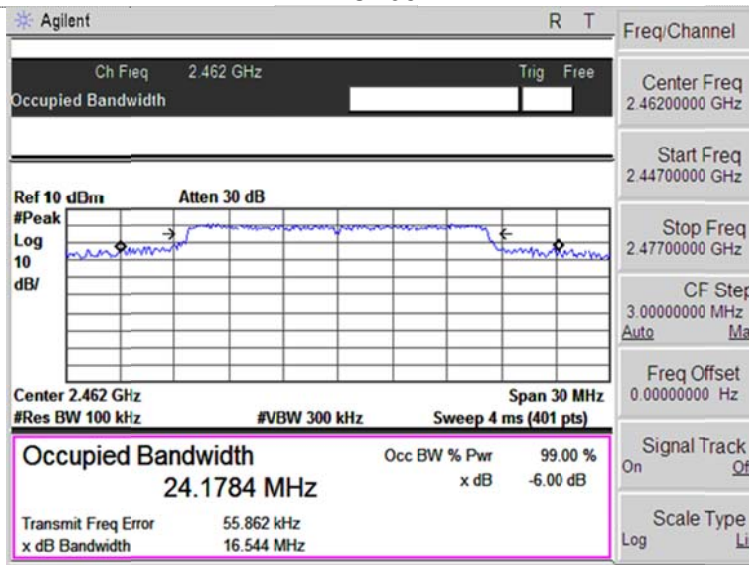 Agilent R T
Freq/Channel
Ch Freq 2.462 GHz Trig Free
Occupied Bandwidth
Center Freq
2.46200000 GHz
Start Freq
2.44700000 GHz
Ref 10 dBm Atten 30 dB
#Peak
Log
10
dB/
Stop Freq
2.47700000 GHz
CF Step
3.00000000 MHz
Auto Ma
Center 2.462 GHz Span 30 MHz
#Res BW 100 kHz #VBW 300 kHz Sweep 4 ms (401 pts)
Freq Offset
0.00000000 Hz
Occupied Bandwidth Occ BW % Pwr 99.00 %
24.1784 MHz x dB -6.00 dB
Transmit Freq Error 55.862 kHz
x dB Bandwidth 16.544 MHz
Signal Track
On Of
Scale Type
Log Li